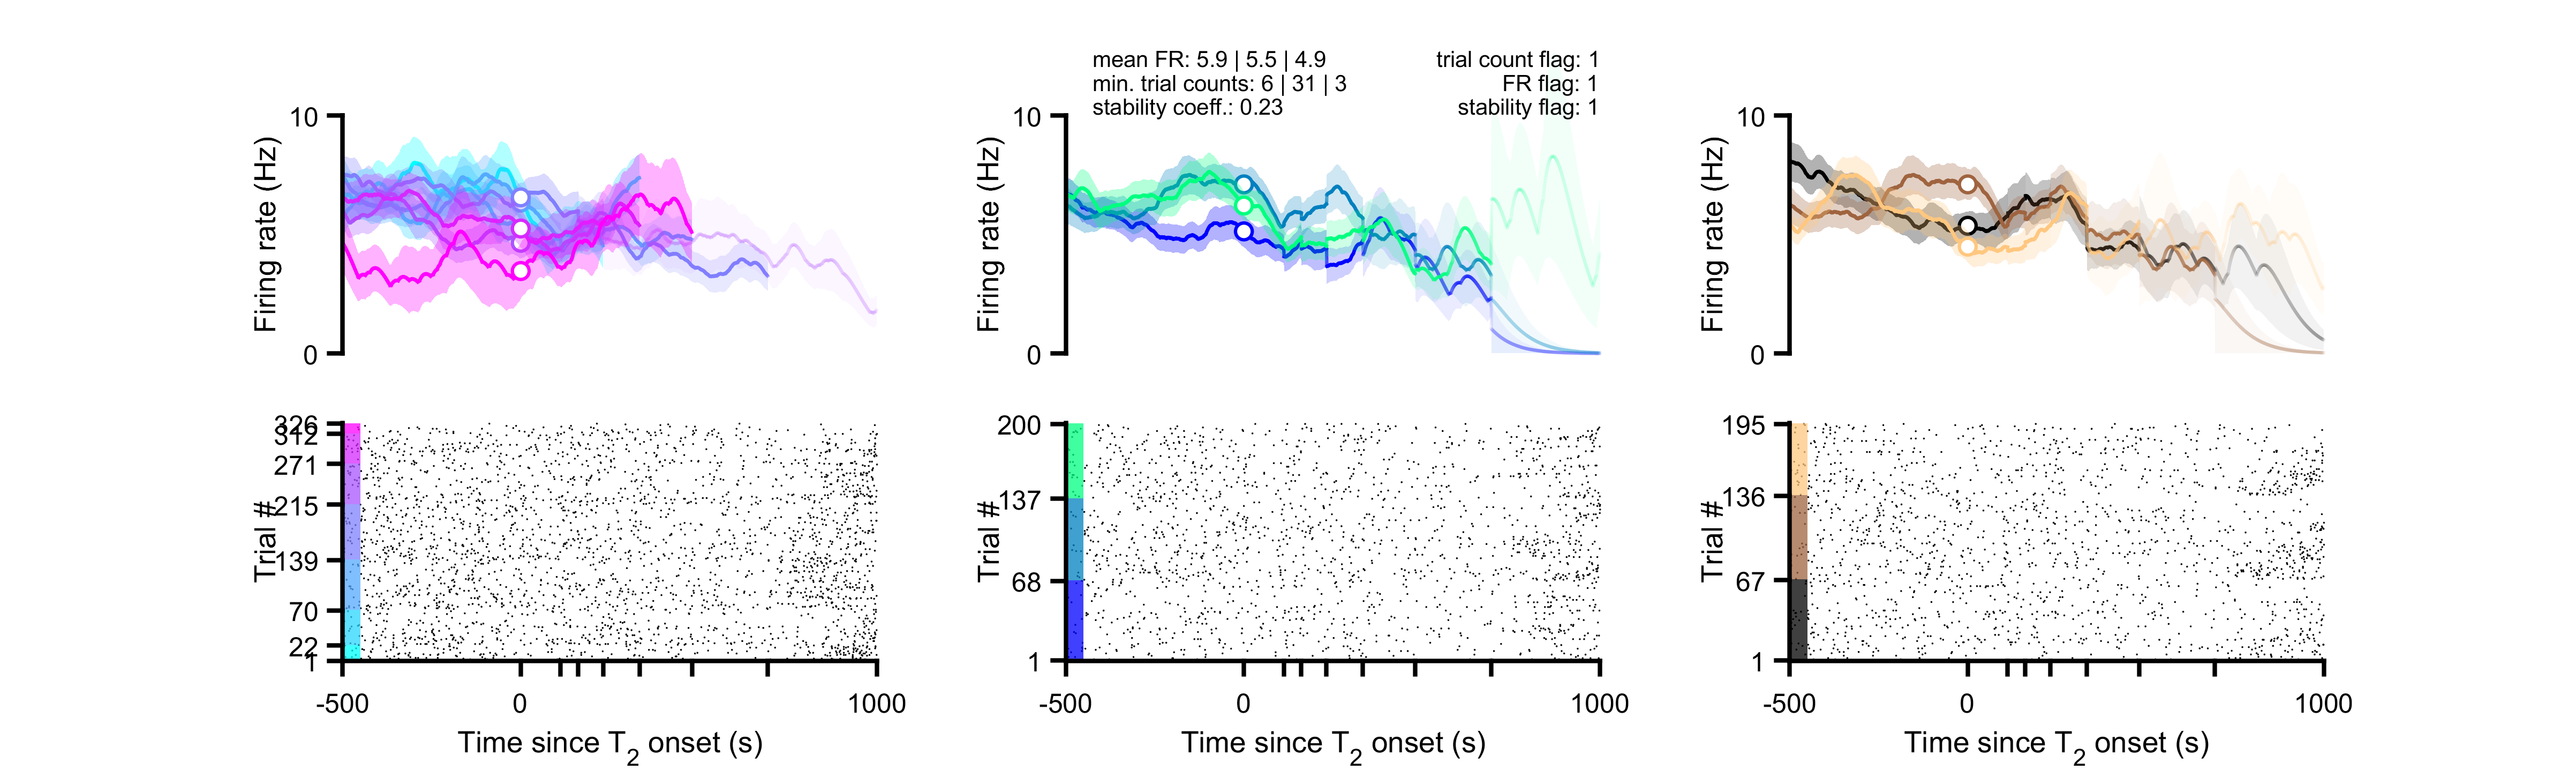 mean FR: 5.9 | 5.5 | 4.9
min. trial counts: 6 | 31 | 3
stability coeff.: 0.23
trial count flag: 1
FR flag: 1
stability flag: 1
10
Firing rate (Hz)
0
10
Firing rate (Hz)
0
10
Firing rate (Hz)
0
326
312
271
215
139
70
22
1
Trial #
-500
0
1000
Time since T2 onset (s)
200
137
68
1
Trial #
-500
0
1000
Time since T2 onset (s)
195
136
67
1
Trial #
-500
0
1000
Time since T2 onset (s)